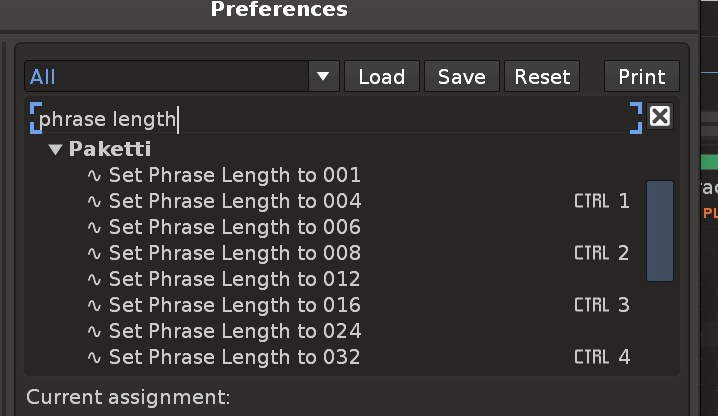 Preferences
All Load Save Reset Print
phrase length
Paketti
Set Phrase Length to 001
Set Phrase Length to 004 CTRL 1
Set Phrase Length to 006
Set Phrase Length to 008 CTRL 2
Set Phrase Length to 012
Set Phrase Length to 016 CTRL 3
Set Phrase Length to 024
Set Phrase Length to 032 CTRL 4
Current assignment: